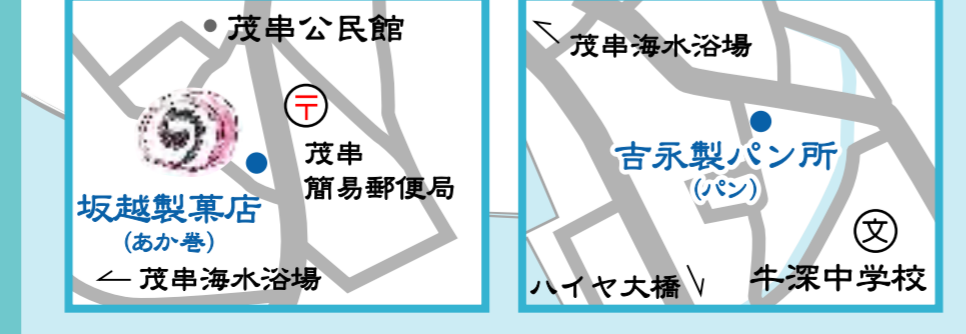 茂串公民館
〒
茂串
簡易郵便局
坂越製菓店
(あか巻)
茂串海水浴場
茂串海水浴場
吉永製パン所
(パン)
文
牛深中学校
ハイヤ大橋